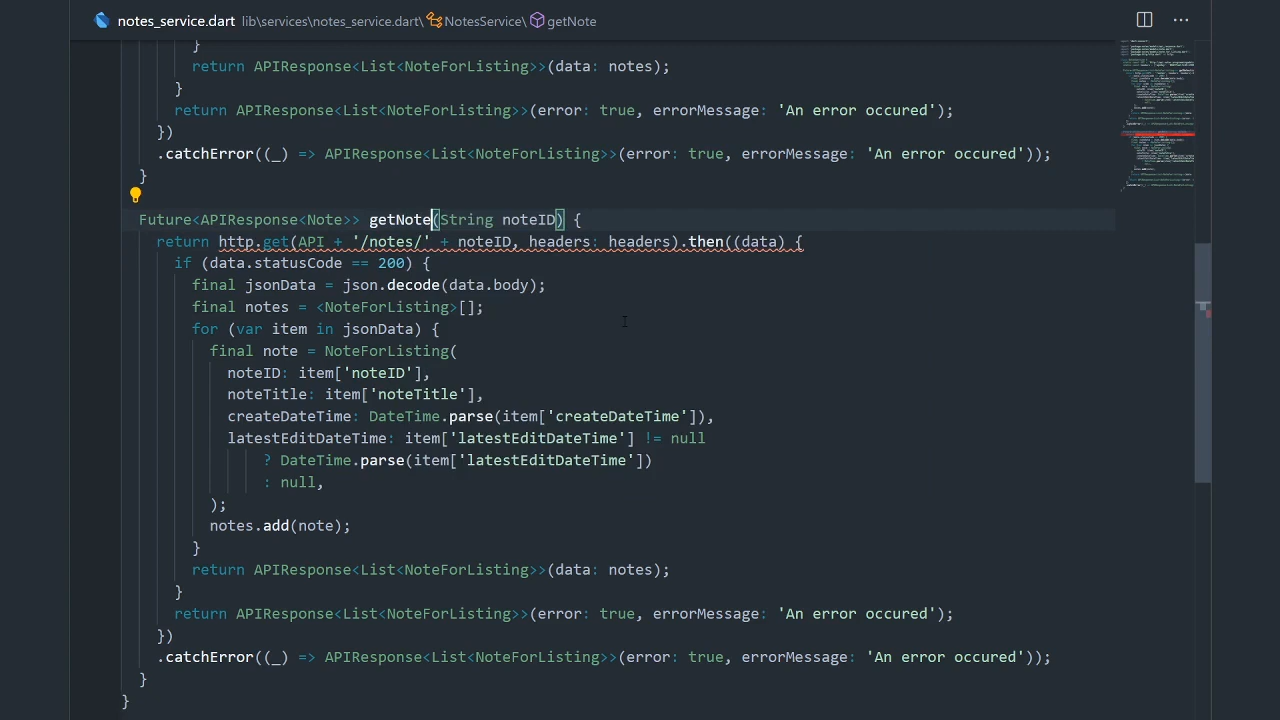 notes_service.dart lib\services\notes_service.dart\NotesService\getNote
}
return APIResponse<List<NoteForListing>>(data: notes);
}
return APIResponse<List<NoteForListing>>(error: true, errorMessage: 'An error occured');
})
.catchError((_) => APIResponse<List<NoteForListing>>(error: true, errorMessage: 'An error occured'));
}
Future<APIResponse<Note>> getNote(String noteID) {
return http.get(API + '/notes/' + noteID, headers: headers).then((data) {
if (data.statusCode == 200) {
final jsonData = json.decode(data.body);
final notes = <NoteForListing>[];
for (var item in jsonData) {
final note = NoteForListing(
noteID: item['noteID'],
noteTitle: item['noteTitle'],
createDateTime: DateTime.parse(item['createDateTime']),
latestEditDateTime: item['latestEditDateTime'] != null
? DateTime.parse(item['latestEditDateTime'])
: null,
);
notes.add(note);
}
return APIResponse<List<NoteForListing>>(data: notes);
}
return APIResponse<List<NoteForListing>>(error: true, errorMessage: 'An error occured');
})
.catchError((_) => APIResponse<List<NoteForListing>>(error: true, errorMessage: 'An error occured'));
}
}